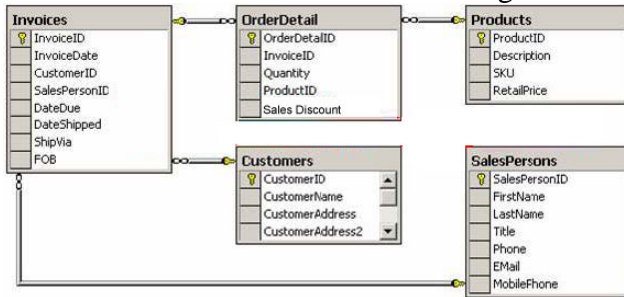 Invoices
InvoiceID
InvoiceDate
CustomerID
SalesPersonID
DateDue
DateShipped
ShipVia
FOB
OrderDetail
OrderDetailID
InvoiceID
Quantity
ProductID
Sales Discount
Products
ProductID
Description
SKU
RetailPrice
Customers
CustomerID
CustomerName
CustomerAddress
CustomerAddress2
SalesPersons
SalesPersonID
FirstName
LastName
Title
Phone
EMail
MobilePhone